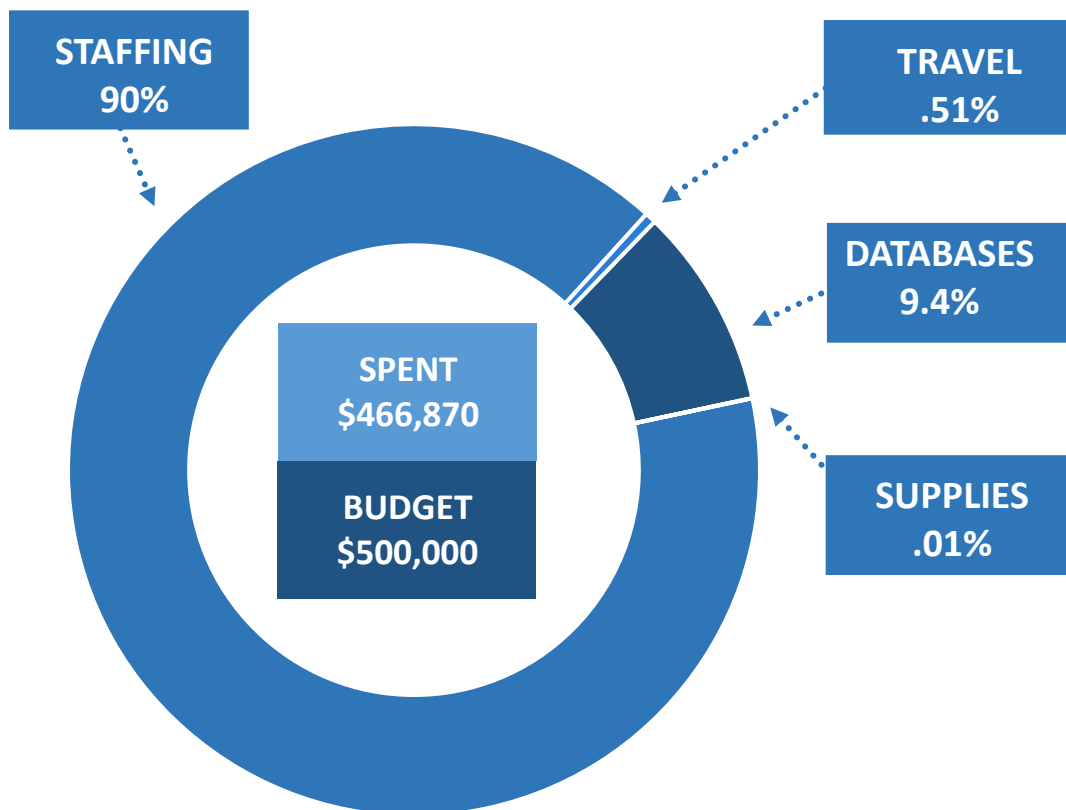 STAFFING
90%
TRAVEL
.51%
DATABASES
9.4%
SPENT
$466,870
BUDGET
$500,000
SUPPLIES
.01%